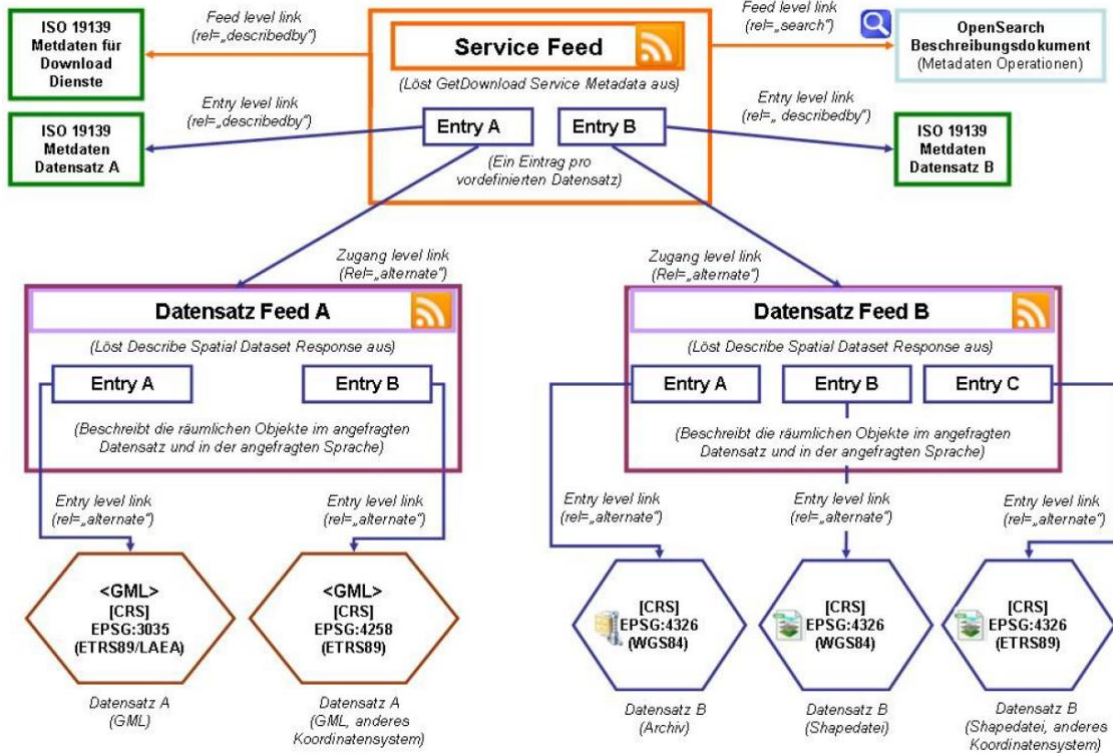 ISO 19139
Metdaten für
Download
Dienste
Feed level link
(rel=„describedby“)
Service Feed
(Löst GetDownload Service Metadata aus)
Feed level link
(rel=„search“)
OpenSearch
Beschreibungsdokument
(Metadaten Operationen)
ISO 19139
Metdaten
Datensatz A
Entry level link
(rel=„describedby“)
Entry A
Entry B
(Ein Eintrag pro
vordefinierten Datensatz)
Entry level link
(rel=„ describedby“)
ISO 19139
Metdaten
Datensatz B
Zugang level link
(Rel=„alternate“)
Zugang level link
(Rel=„alternate“)
Datensatz Feed A
(Löst Describe Spatial Dataset Response aus)
Entry A
Entry B
(Beschreibt die räumlichen Objekte im angefragten
Datensatz und in der angefragten Sprache)
Datensatz Feed B
(Löst Describe Spatial Dataset Response aus)
Entry A
Entry B
Entry C
(Beschreibt die räumlichen Objekte im angefragten
Datensatz und in der angefragten Sprache)
Entry level link
(rel=„alternate“)
Entry level link
(rel=„alternate“)
Entry level link
(rel=„alternate“)
Entry level link
(rel=„alternate“)
Entry level link
(rel=„alternate“)
<GML>
[CRS]
EPSG:3035
(ETRS89/LAEA)
<GML>
[CRS]
EPSG:4258
(ETRS89)
[CRS]
EPSG:4326
(WGS84)
[CRS]
EPSG:4326
(WGS84)
[CRS]
EPSG:4326
(ETRS89)
Datensatz A
(GML)
Datensatz A
(GML, anderes
Koordinatensystem)
Datensatz B
(Archiv)
Datensatz B
(Shapedatei)
Datensatz B
(Shapedatei, anderes
Koordinatensystem)